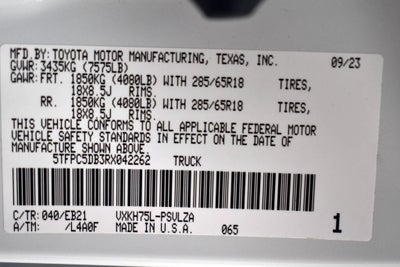 MFD.BY: TOYOTA MOTOR MANUFACTURING, TEXAS, INC. 09/23
GVWR: 3435KG (7575LB)
GAWR: FRT. 1850KG (4080LB) WITH 285/65R18 TIRES,
18X8.5J RIMS.
RR. 1850KG (4080LB) WITH 285/65R18 TIRES,
18X8.5J RIMS.
THIS VEHICLE CONFORMS TO ALL APPLICABLE FEDERAL MOTOR
VEHICLE SAFETY STANDARDS IN EFFECT ON THE DATE OF
MANUFACTURE SHOWN ABOVE.
5TFPC5DB3RX042262 TRUCK
C/TR: 040/EB21 VXKH75L-PSVLZA 1
A/TM: /L4A0F MADE IN U.S.A. 065